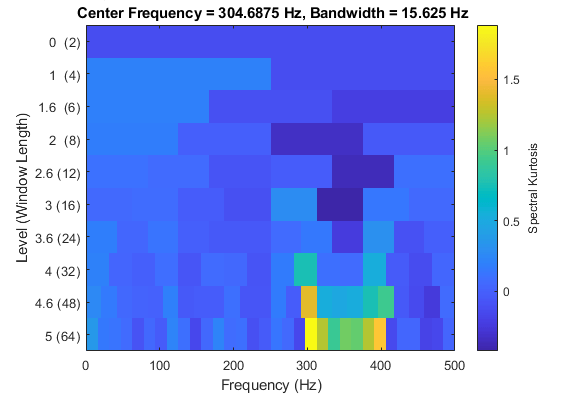 Center Frequency = 304.6875 Hz, Bandwidth = 15.625 Hz
Level (Window Length)
0 (2)
1 (4)
1.6 (6)
2 (8)
2.6 (12)
3 (16)
3.6 (24)
4 (32)
4.6 (48)
5 (64)
0 100 200 300 400 500
Frequency (Hz)
1.5
1
0.5
0
Spectral Kurtosis